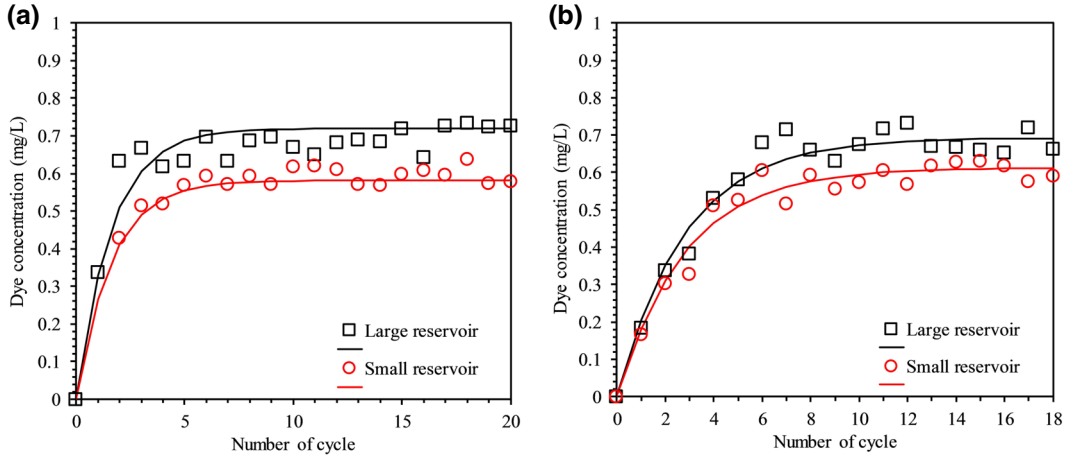 (a)
1
0.9
0.8
0.7
0.6
0.5
0.4
0.3
0.2
0.1
0
Dye concentration (mg/L)
Large reservoir
Small reservoir
0 5 10 15 20
Number of cycle
(b)
1
0.9
0.8
0.7
0.6
0.5
0.4
0.3
0.2
0.1
0
Dye concentration (mg/L)
Large reservoir
Small reservoir
0 2 4 6 8 10 12 14 16 18
Number of cycle